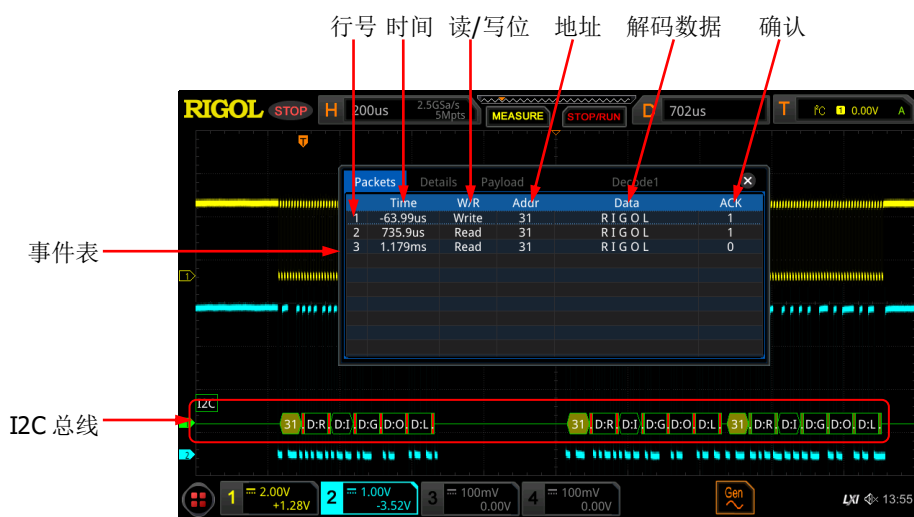 行号 时间 读/写位 地址 解码数据 确认
RIGOL STOP H 200us 2.5GSa/s 5Mpts MEASURE STOP/RUN D 702us T I²C 1 0.00V A
T
Packets Details Payload Decode1
Time W/R Addr Data ACK
1 -63.99us Write 31 R I G O L 1
2 735.9us Read 31 R I G O L 1
3 1.179ms Read 31 R I G O L 0
事件表
1
I2C
I2C 总线
31 D:R D:I D:G D:O D:L 31 D:R D:I D:G D:O D:L 31 D:R D:I D:G D:O D:L
2
1 2.00V +1.28V 2 1.00V -3.52V 3 100mV 0.00V 4 100mV 0.00V Gen LXI 13:55